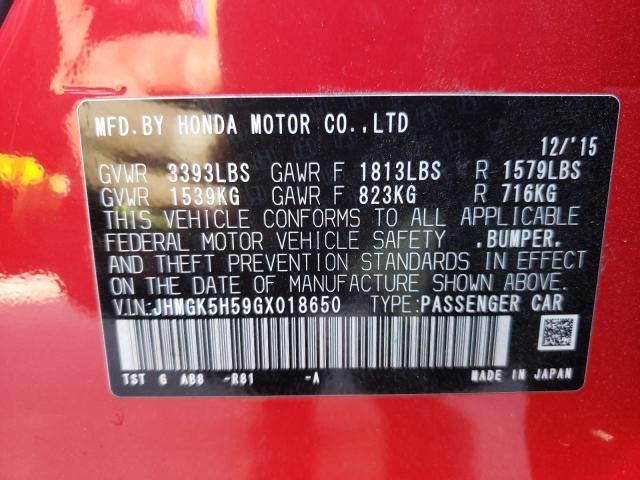 MFD.BY HONDA MOTOR CO.,LTD
12/'15
GVWR 3393LBS GAWR F 1813LBS R 1579LBS
GVWR 1539KG GAWR F 823KG R 716KG
THIS VEHICLE CONFORMS TO ALL APPLICABLE
FEDERAL MOTOR VEHICLE SAFETY ,BUMPER,
AND THEFT PREVENTION STANDARDS IN EFFECT
ON THE DATE OF MANUFACTURE SHOWN ABOVE.
V.I.N:JHMGK5H59GX018650 TYPE:PASSENGER CAR
TST G AB8 -R81 -A MADE IN JAPAN